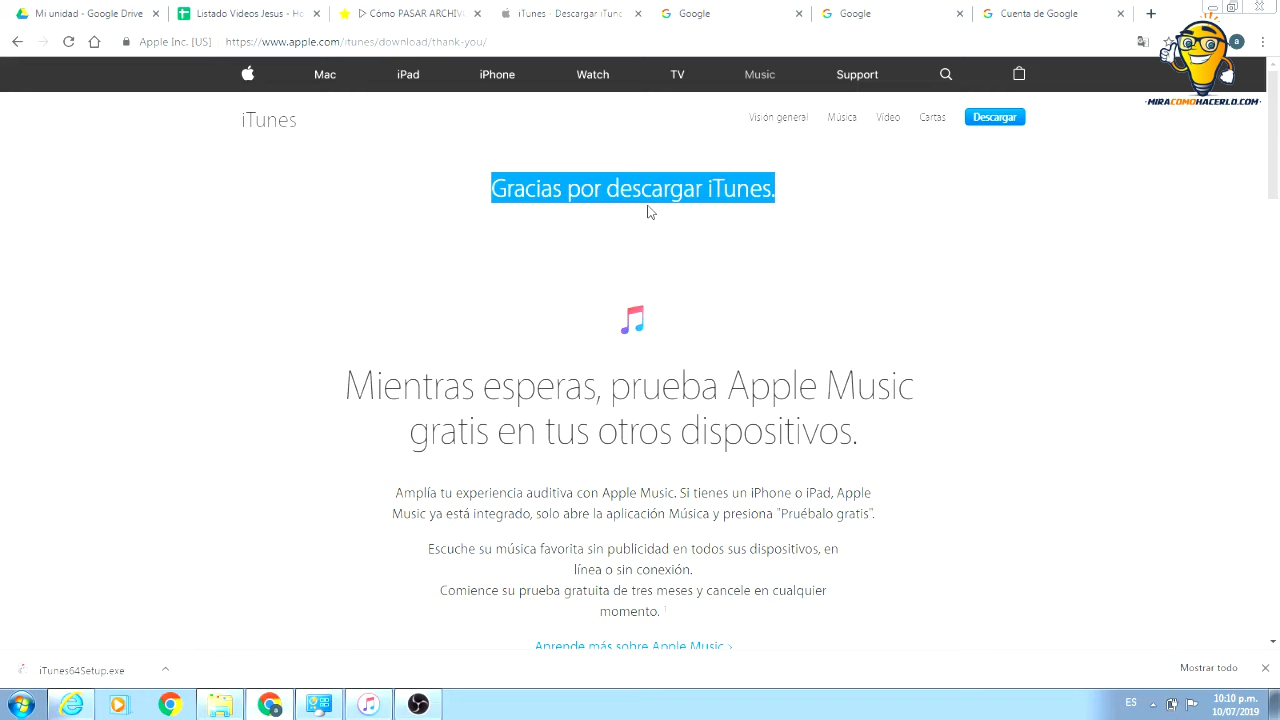 Mi unidad - Google Drive
Listado Videos Jesus - Ho
▷ Cómo PASAR ARCHIV
iTunes - Descargar iTunc
Google
Google
Cuenta de Google
Apple Inc. [US]
https://www.apple.com/itunes/download/thank-you/
a
·MIRACOMOHACERLO.COM·
Mac
iPad
iPhone
Watch
TV
Music
Support
iTunes
Visión general
Música
Vídeo
Cartas
Descargar
Gracias por descargar iTunes.
Mientras esperas, prueba Apple Music
gratis en tus otros dispositivos.
Amplía tu experiencia auditiva con Apple Music. Si tienes un iPhone o iPad, Apple
Music ya está integrado, solo abre la aplicación Música y presiona "Pruébalo gratis".
Escuche su música favorita sin publicidad en todos sus dispositivos, en
línea o sin conexión.
Comience su prueba gratuita de tres meses y cancele en cualquier
momento. 1
Aprende más sobre Apple Music >
iTunes64Setup.exe
Mostrar todo
ES
10:10 p.m.
10/07/2019